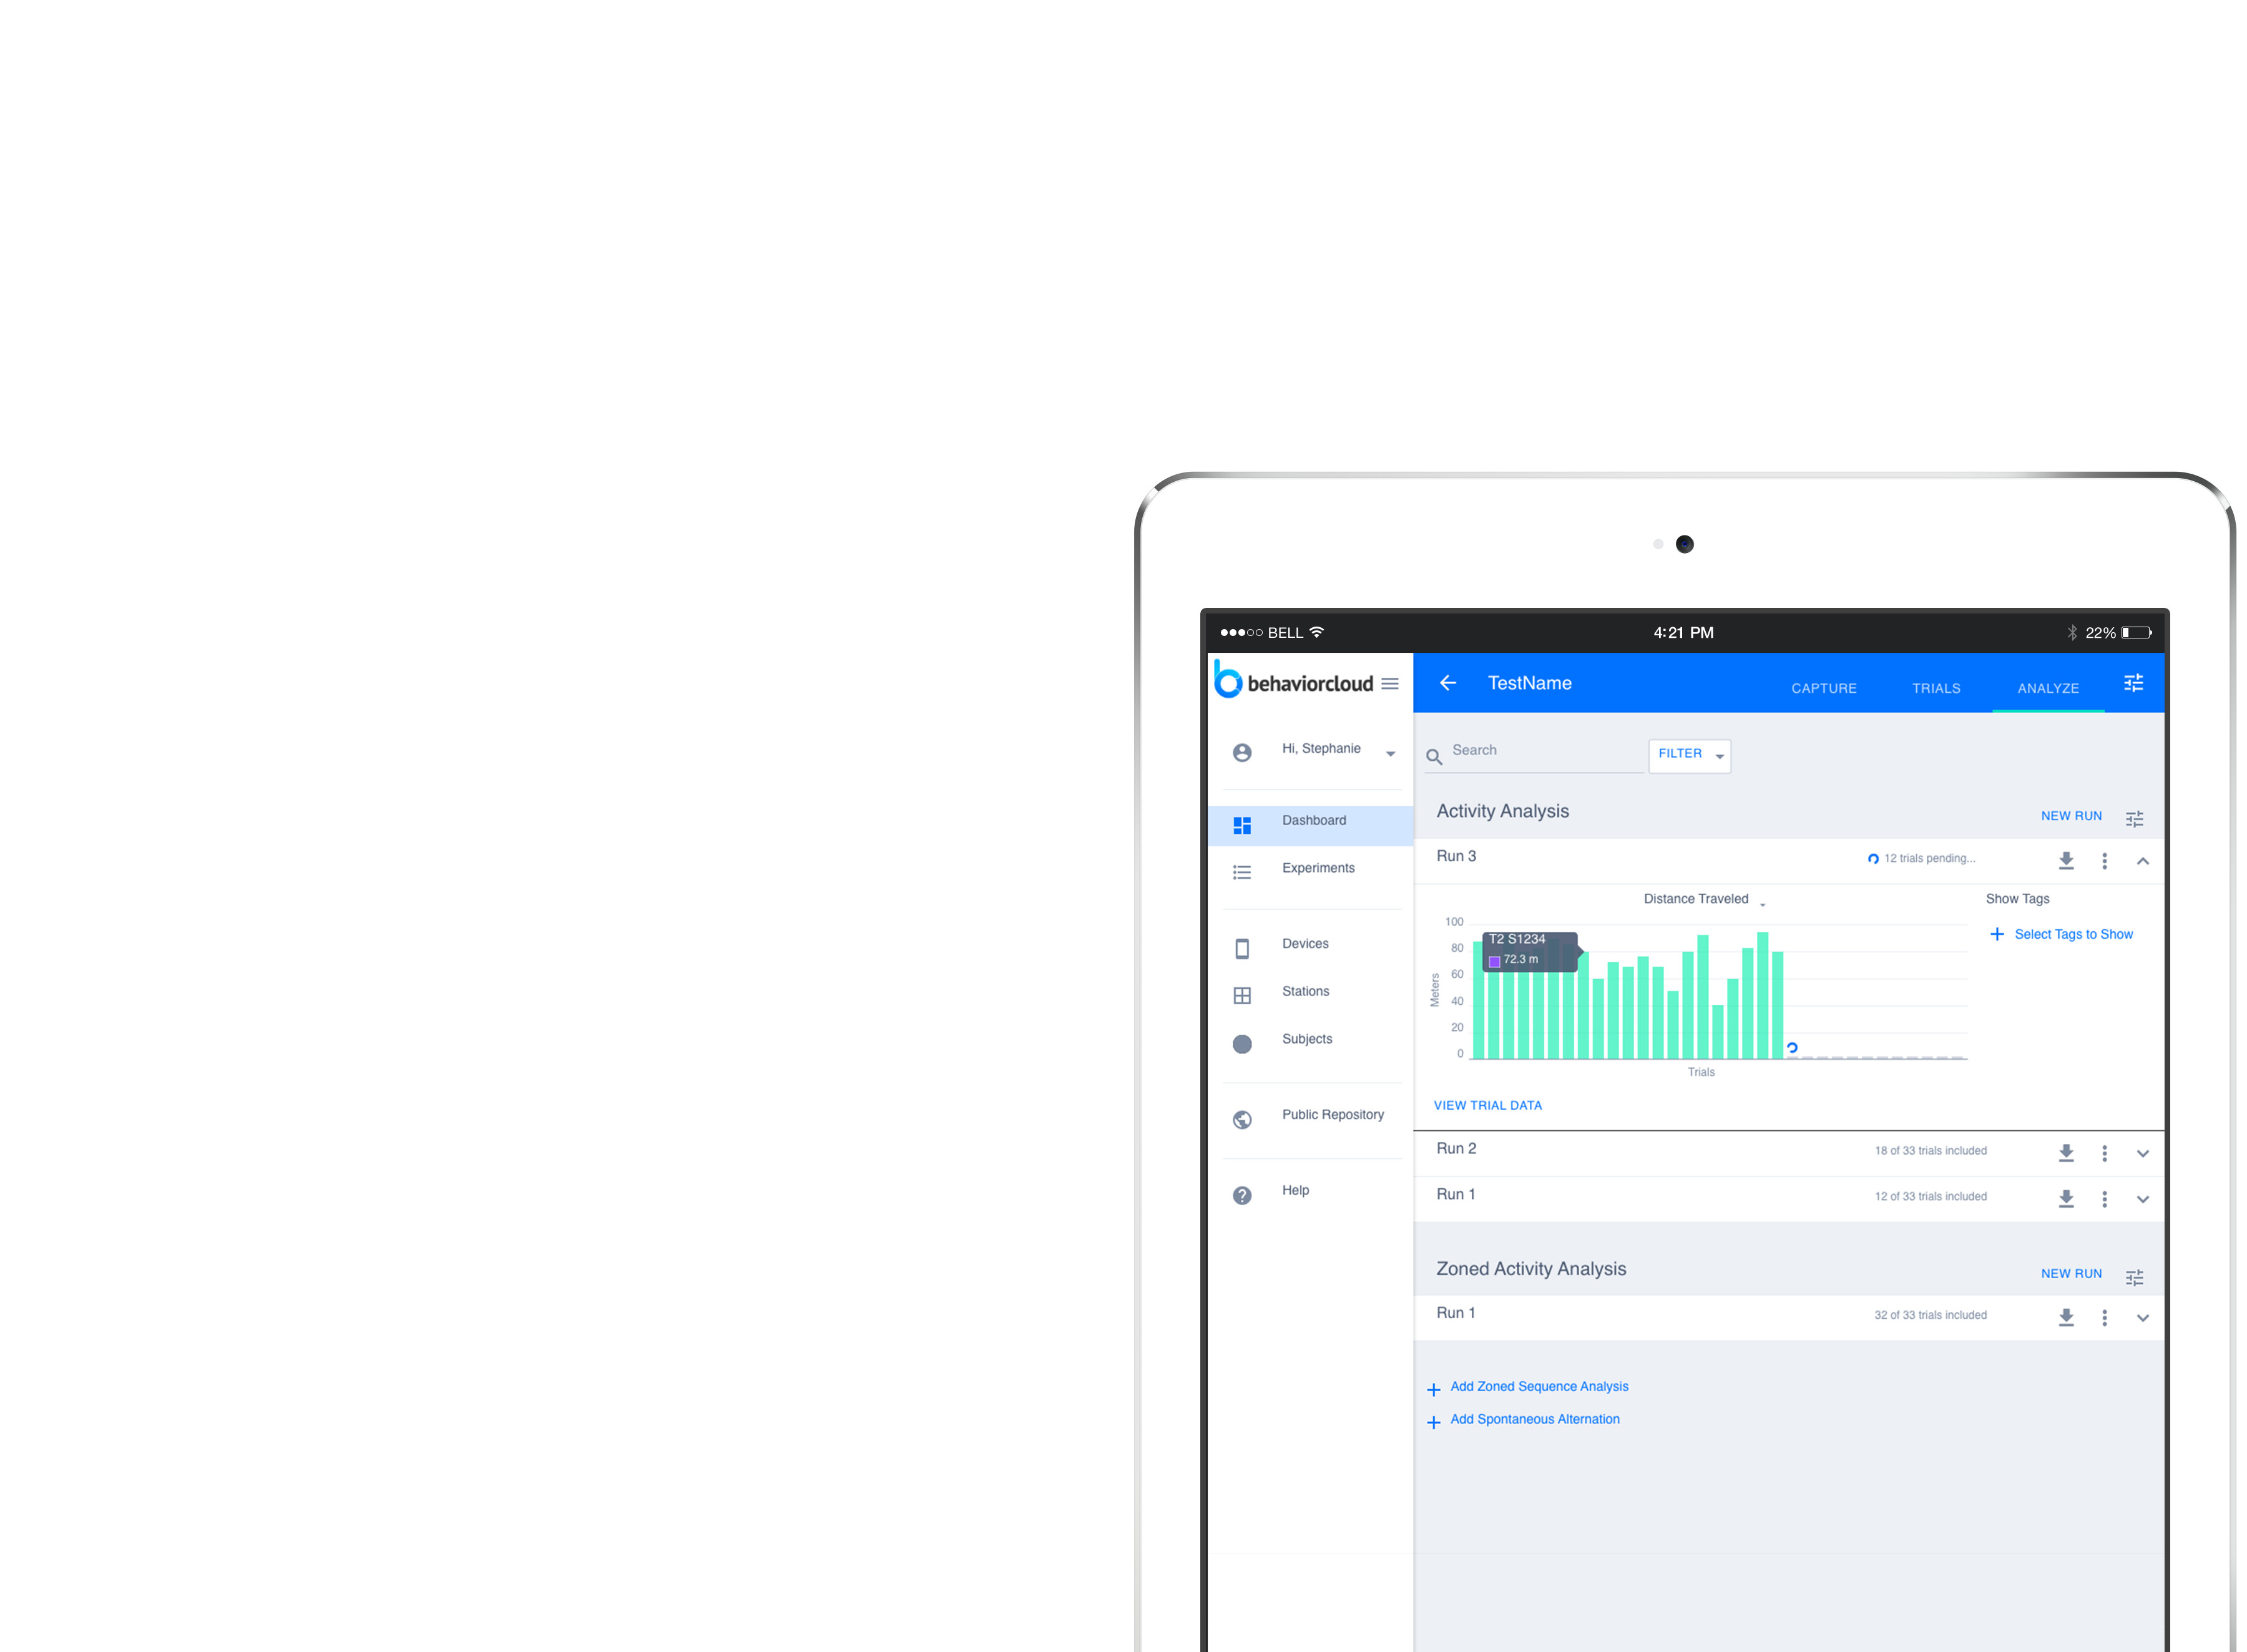 BELL 4:21 PM 22%
behaviorcloud
TestName
CAPTURE TRIALS ANALYZE
Hi, Stephanie
Dashboard
Experiments
Devices
Stations
Subjects
Public Repository
Help
Search
FILTER
Activity Analysis
NEW RUN
Run 3
12 trials pending...
Distance Traveled
Show Tags
Select Tags to Show
100
80
60
40
20
0
Meters
T2 S1234
72.3 m
Trials
VIEW TRIAL DATA
Run 2
18 of 33 trials included
Run 1
12 of 33 trials included
Zoned Activity Analysis
NEW RUN
Run 1
32 of 33 trials included
Add Zoned Sequence Analysis
Add Spontaneous Alternation